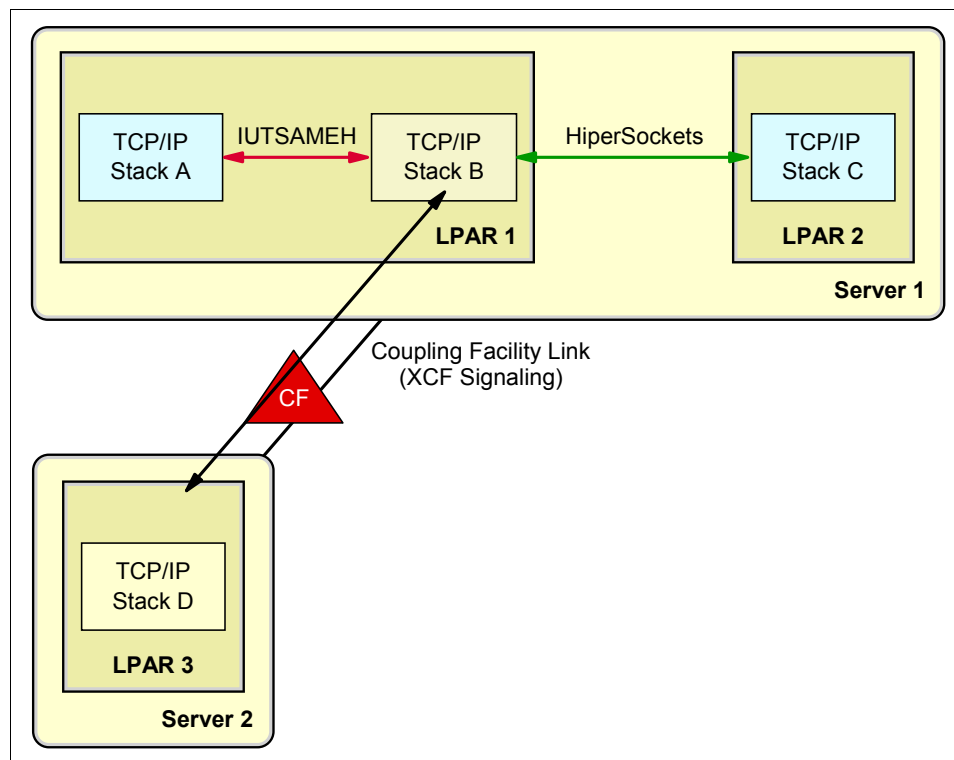 TCP/IP
Stack A
IUTSAMEH
TCP/IP
Stack B
HiperSockets
TCP/IP
Stack C
LPAR 1
LPAR 2
Server 1
Coupling Facility Link
(XCF Signaling)
CF
TCP/IP
Stack D
LPAR 3
Server 2